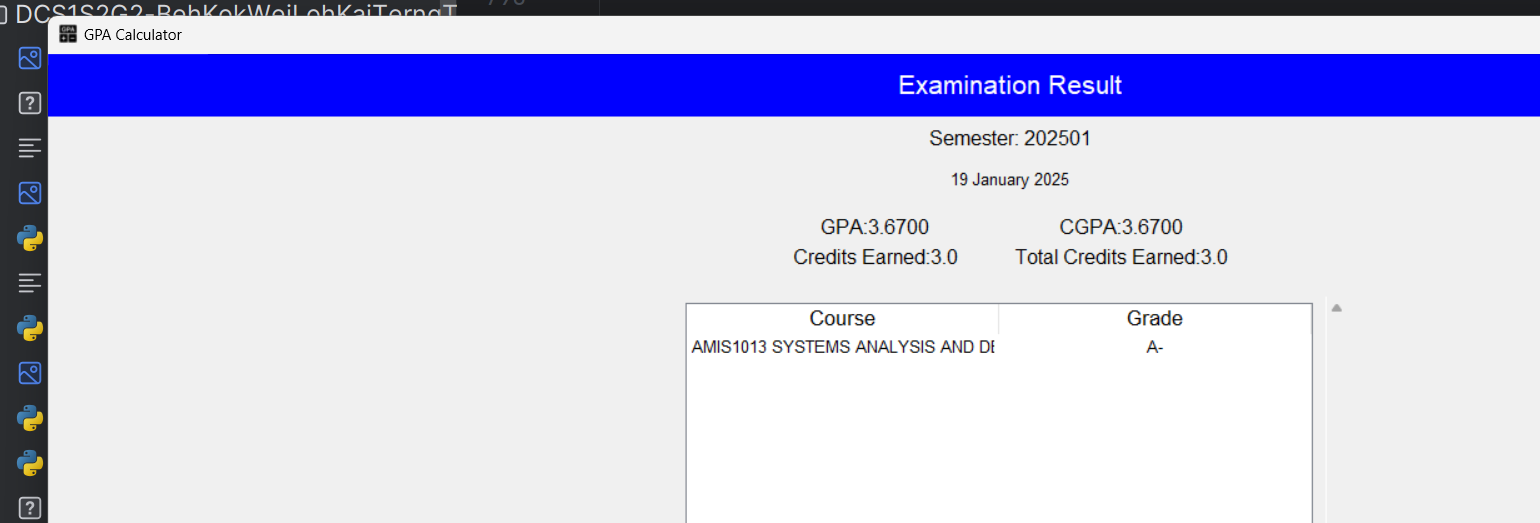 DCS1S2G2-BehKokWeiLohKaiTerngT
GPA Calculator
Examination Result
Semester: 202501
19 January 2025
GPA:3.6700 CGPA:3.6700
Credits Earned:3.0 Total Credits Earned:3.0
Course Grade
AMIS1013 SYSTEMS ANALYSIS AND DE A-